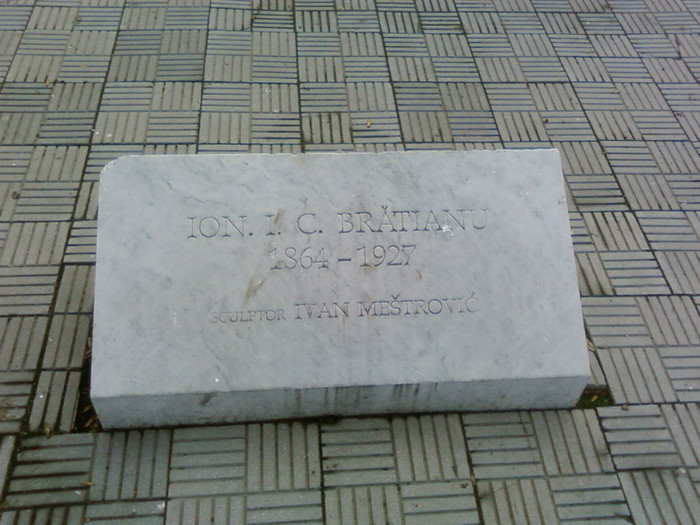 ION. I. C. BRĂTIANU
1864 - 1927
SCULPTOR IVAN MEŠTROVIĆ